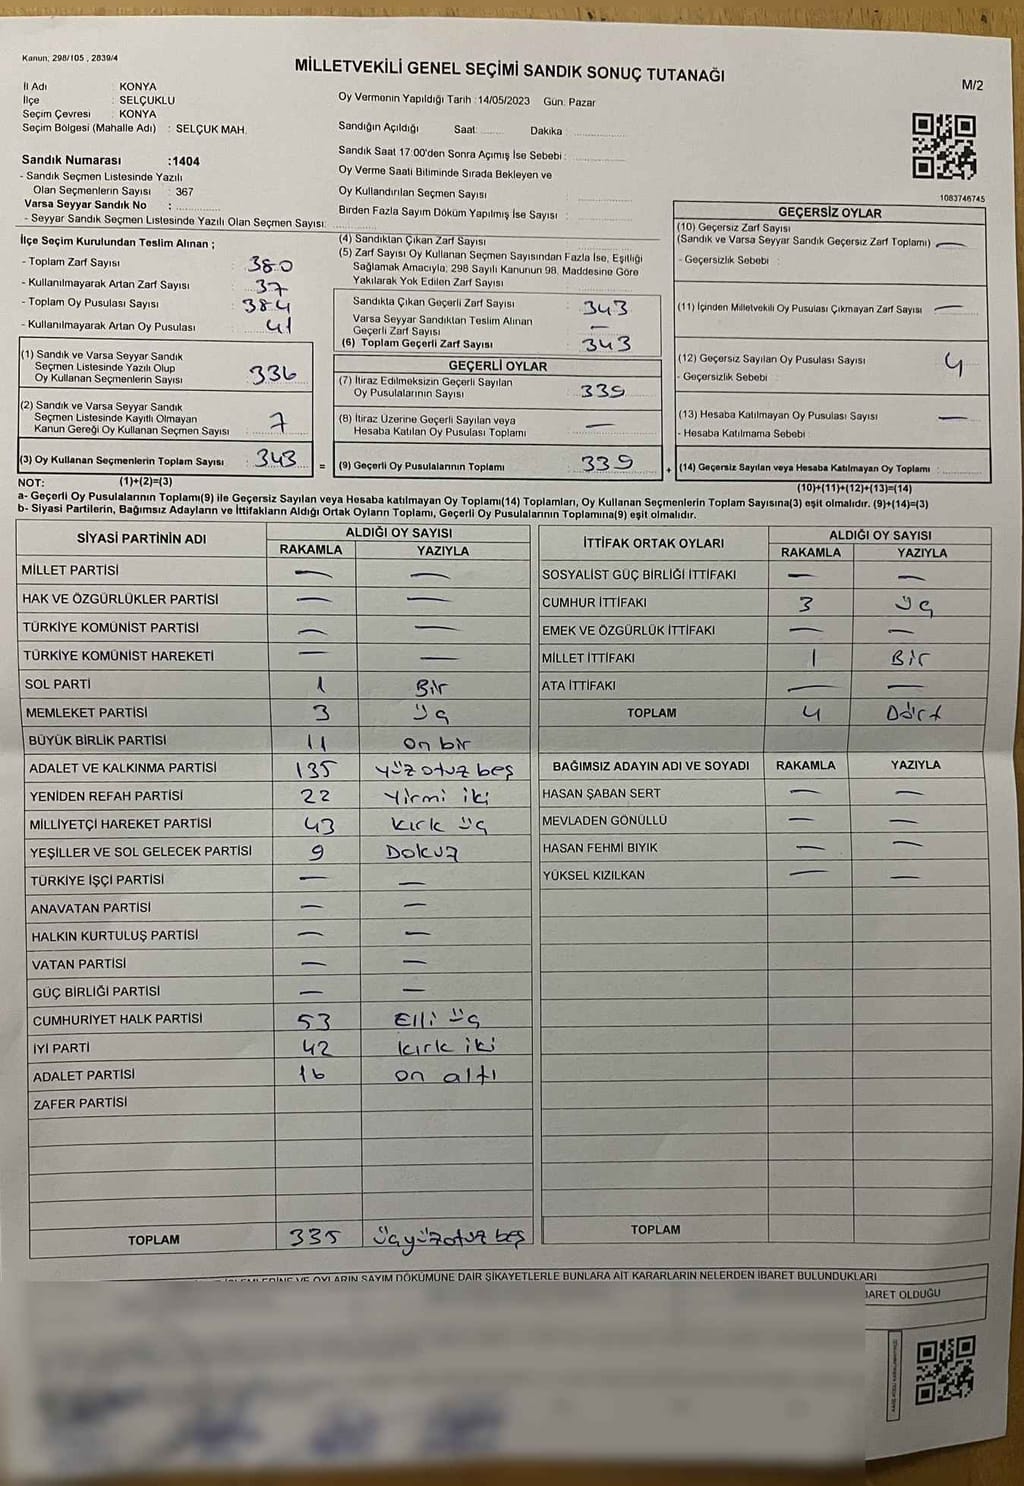 Kanun, 298/105 , 2839/4
MİLLETVEKİLİ GENEL SEÇİMİ SANDIK SONUÇ TUTANAĞI
M/2
İl Adı : KONYA
İlçe : SELÇUKLU
Seçim Çevresi : KONYA
Seçim Bölgesi (Mahalle Adı) : SELÇUK MAH.
Oy Vermenin Yapıldığı Tarih : 14/05/2023 Gün. Pazar
Sandığın Açıldığı Saat: Dakika :
Sandık Saat 17:00'den Sonra Açımış İse Sebebi :
Oy Verme Saati Bitiminde Sırada Bekleyen ve
Oy Kullandırılan Seçmen Sayısı
Birden Fazla Sayım Döküm Yapılmış İse Sayısı :
Sandık Numarası :1404
- Sandık Seçmen Listesinde Yazılı
Olan Seçmenlerin Sayısı : 367
Varsa Seyyar Sandık No :
- Seyyar Sandık Seçmen Listesinde Yazılı Olan Seçmen Sayısı:
1083746745
İlçe Seçim Kurulundan Teslim Alınan ;
- Toplam Zarf Sayısı : 380
- Kullanılmayarak Artan Zarf Sayısı : 37
- Toplam Oy Pusulası Sayısı : 384
- Kullanılmayarak Artan Oy Pusulası : 41
(1) Sandık ve Varsa Seyyar Sandık
Seçmen Listesinde Yazılı Olup
Oy Kullanan Seçmenlerin Sayısı : 336
(2) Sandık ve Varsa Seyyar Sandık
Seçmen Listesinde Kayıtlı Olmayan
Kanun Gereği Oy Kullanan Seçmen Sayısı : 7
(3) Oy Kullanan Seçmenlerin Toplam Sayısı : 343
(1)+(2)=(3)
(4) Sandıktan Çıkan Zarf Sayısı
(5) Zarf Sayısı Oy Kullanan Seçmen Sayısından Fazla İse, Eşitliği
Sağlamak Amacıyla; 298 Sayılı Kanunun 98. Maddesine Göre
Yakılarak Yok Edilen Zarf Sayısı :
Sandıkta Çıkan Geçerli Zarf Sayısı : 343
Varsa Seyyar Sandıktan Teslim Alınan
Geçerli Zarf Sayısı : —
(6) Toplam Geçerli Zarf Sayısı : 343
GEÇERLİ OYLAR
(7) İtiraz Edilmeksizin Geçerli Sayılan
Oy Pusulalarının Sayısı : 339
(8) İtiraz Üzerine Geçerli Sayılan veya
Hesaba Katılan Oy Pusulası Toplamı : —
= (9) Geçerli Oy Pusulalarının Toplamı : 339
GEÇERSİZ OYLAR
(10) Geçersiz Zarf Sayısı
(Sandık ve Varsa Seyyar Sandık Geçersiz Zarf Toplamı) —
- Geçersizlik Sebebi :
(11) İçinden Milletvekili Oy Pusulası Çıkmayan Zarf Sayısı —
(12) Geçersiz Sayılan Oy Pusulası Sayısı 4
- Geçersizlik Sebebi :
(13) Hesaba Katılmayan Oy Pusulası Sayısı —
- Hesaba Katılmama Sebebi :
+ (14) Geçersiz Sayılan veya Hesaba Katılmayan Oy Toplamı :
(10)+(11)+(12)+(13)=(14)
NOT:
a- Geçerli Oy Pusulalarının Toplamı(9) ile Geçersiz Sayılan veya Hesaba katılmayan Oy Toplamı(14) Toplamları, Oy Kullanan Seçmenlerin Toplam Sayısına(3) eşit olmalıdır. (9)+(14)=(3)
b- Siyasi Partilerin, Bağımsız Adayların ve İttifakların Aldığı Ortak Oyların Toplamı, Geçerli Oy Pusulalarının Toplamına(9) eşit olmalıdır.
SİYASİ PARTİNİN ADI
ALDIĞI OY SAYISI
RAKAMLA YAZIYLA
MİLLET PARTİSİ — —
HAK VE ÖZGÜRLÜKLER PARTİSİ — —
TÜRKİYE KOMÜNİST PARTİSİ — —
TÜRKİYE KOMÜNİST HAREKETİ — —
SOL PARTİ 1 Bir
MEMLEKET PARTİSİ 3 üç
BÜYÜK BİRLİK PARTİSİ 11 on bir
ADALET VE KALKINMA PARTİSİ 135 yüzotuz beş
YENİDEN REFAH PARTİSİ 22 Yirmi iki
MİLLİYETÇİ HAREKET PARTİSİ 43 kırk üç
YEŞİLLER VE SOL GELECEK PARTİSİ 9 Dokuz
TÜRKİYE İŞÇİ PARTİSİ — —
ANAVATAN PARTİSİ — —
HALKIN KURTULUŞ PARTİSİ — —
VATAN PARTİSİ — —
GÜÇ BİRLİĞİ PARTİSİ — —
CUMHURİYET HALK PARTİSİ 53 Elli üç
İYİ PARTİ 42 kırk iki
ADALET PARTİSİ 16 on altı
ZAFER PARTİSİ
TOPLAM 335 üçyüzotuz beş
İTTİFAK ORTAK OYLARI
ALDIĞI OY SAYISI
RAKAMLA YAZIYLA
SOSYALİST GÜÇ BİRLİĞİ İTTİFAKI — —
CUMHUR İTTİFAKI 3 üç
EMEK VE ÖZGÜRLÜK İTTİFAKI — —
MİLLET İTTİFAKI 1 Bir
ATA İTTİFAKI — —
TOPLAM 4 Dört
BAĞIMSIZ ADAYIN ADI VE SOYADI RAKAMLA YAZIYLA
HASAN ŞABAN SERT — —
MEVLADEN GÖNÜLLÜ — —
HASAN FEHMİ BIYIK — —
YÜKSEL KIZILKAN — —
TOPLAM
VE OYLARIN SAYIM DÖKÜMÜNE DAİR ŞİKAYETLERLE BUNLARA AİT KARARLARIN NELERDEN İBARET BULUNDUKLARI
OLDUĞU